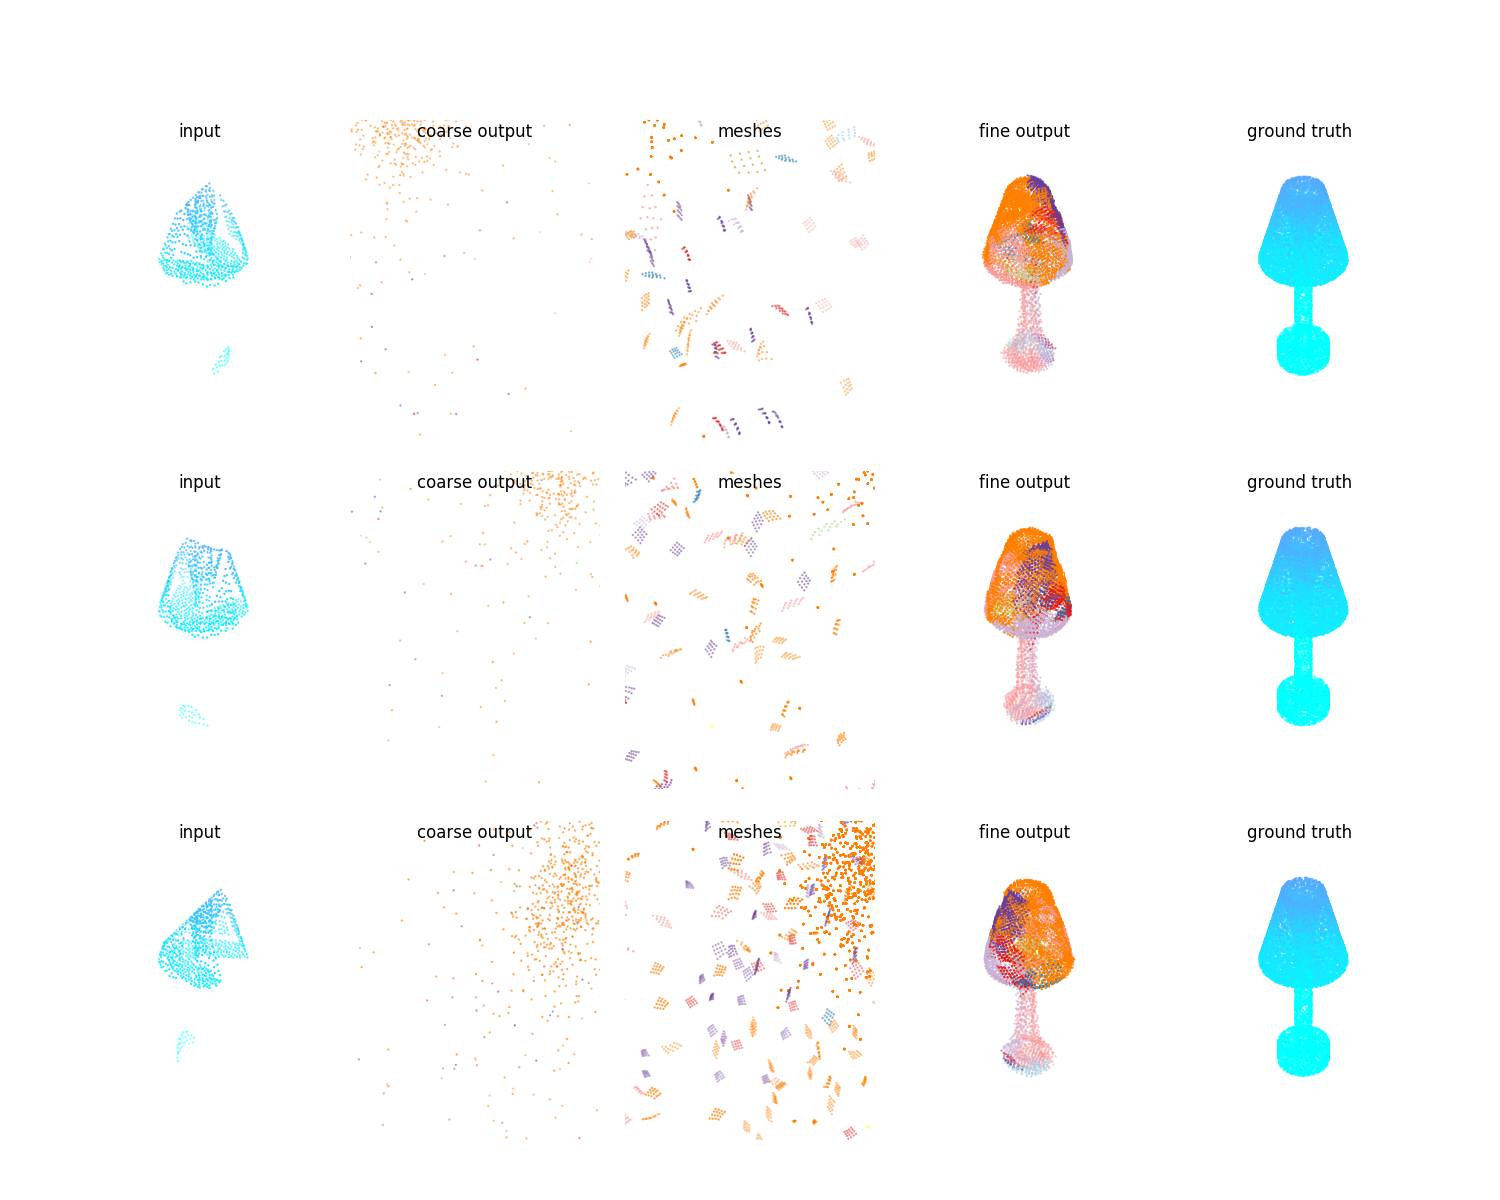 input
coarse output
meshes
fine output
ground truth
input
coarse output
meshes
fine output
ground truth
input
coarse output
meshes
fine output
ground truth